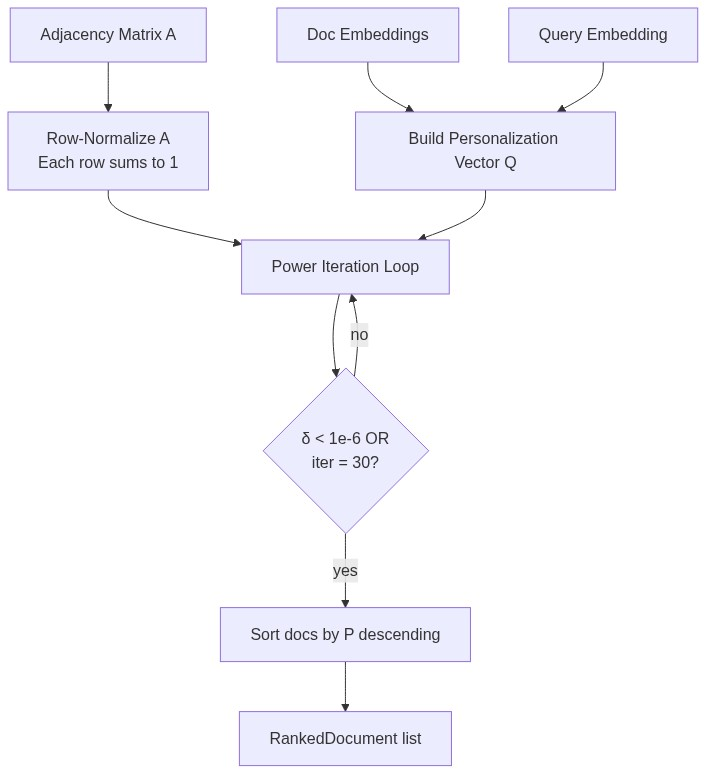 Adjacency Matrix A
Doc Embeddings
Query Embedding
Row-Normalize A
Each row sums to 1
Build Personalization
Vector Q
Power Iteration Loop
no
δ < 1e-6 OR
iter = 30?
yes
Sort docs by P descending
RankedDocument list